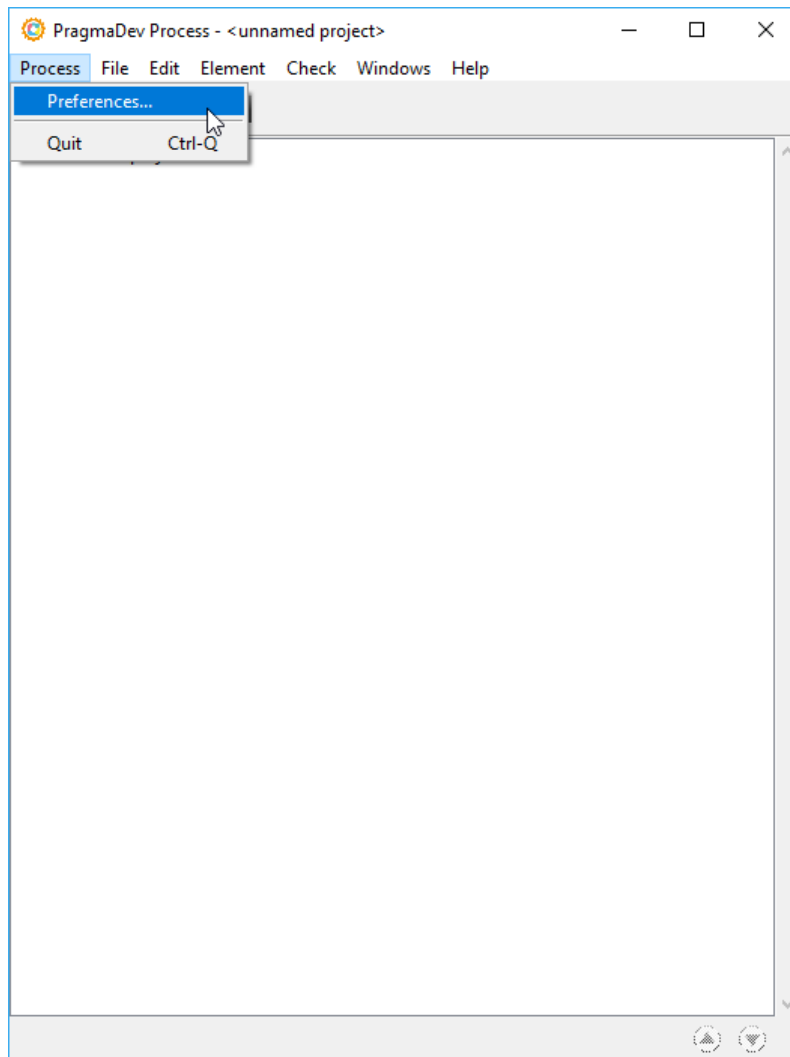 PragmaDev Process - <unnamed project>
Process File Edit Element Check Windows Help
Preferences...
Quit Ctrl-Q